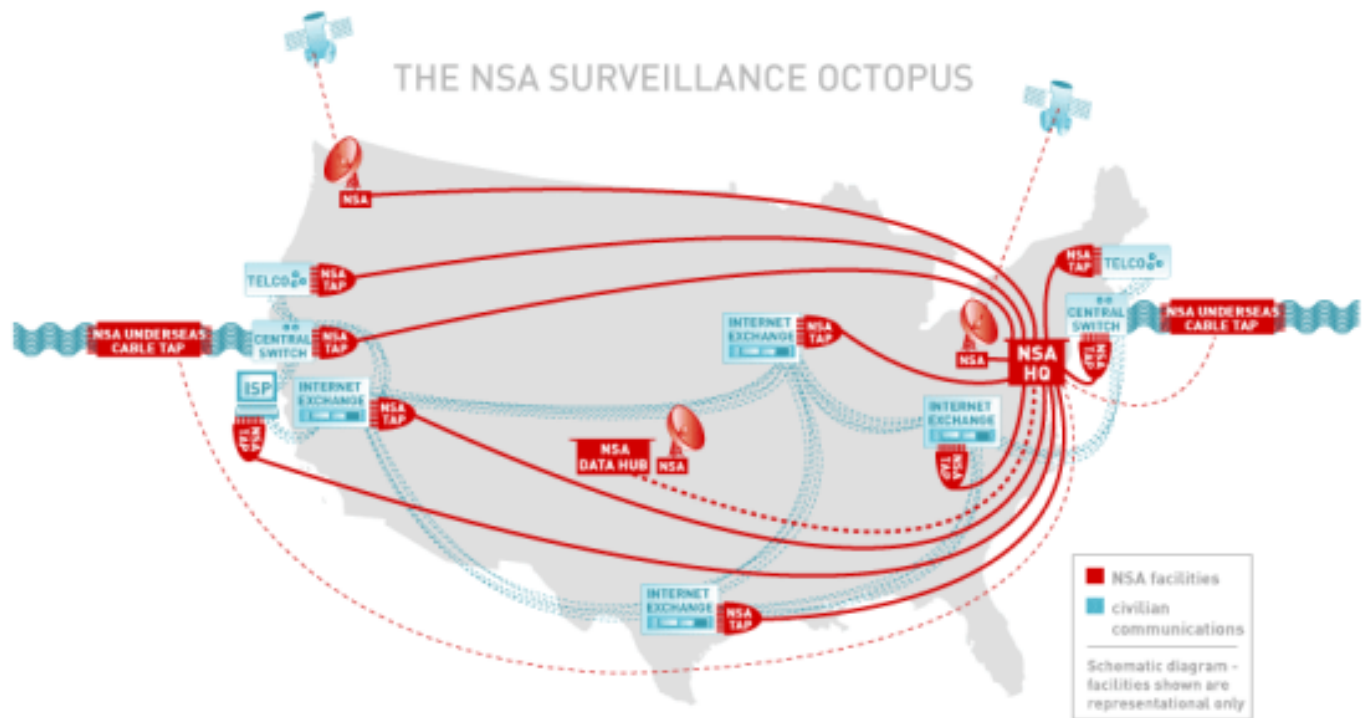 THE NSA SURVEILLANCE OCTOPUS
NSA
TELCO
NSA
TAP
NSA
TAP
TELCO
NSA UNDERSEAS
CABLE TAP
CENTRAL
SWITCH
NSA
TAP
INTERNET
EXCHANGE
NSA
TAP
NSA
NSA
HQ
CENTRAL
SWITCH
NSA
TAP
NSA UNDERSEAS
CABLE TAP
ISP
NSA
TAP
INTERNET
EXCHANGE
NSA
TAP
NSA
DATA HUB
NSA
INTERNET
EXCHANGE
NSA
TAP
INTERNET
EXCHANGE
NSA
TAP
NSA facilities
civilian
communications
Schematic diagram -
facilities shown are
representational only